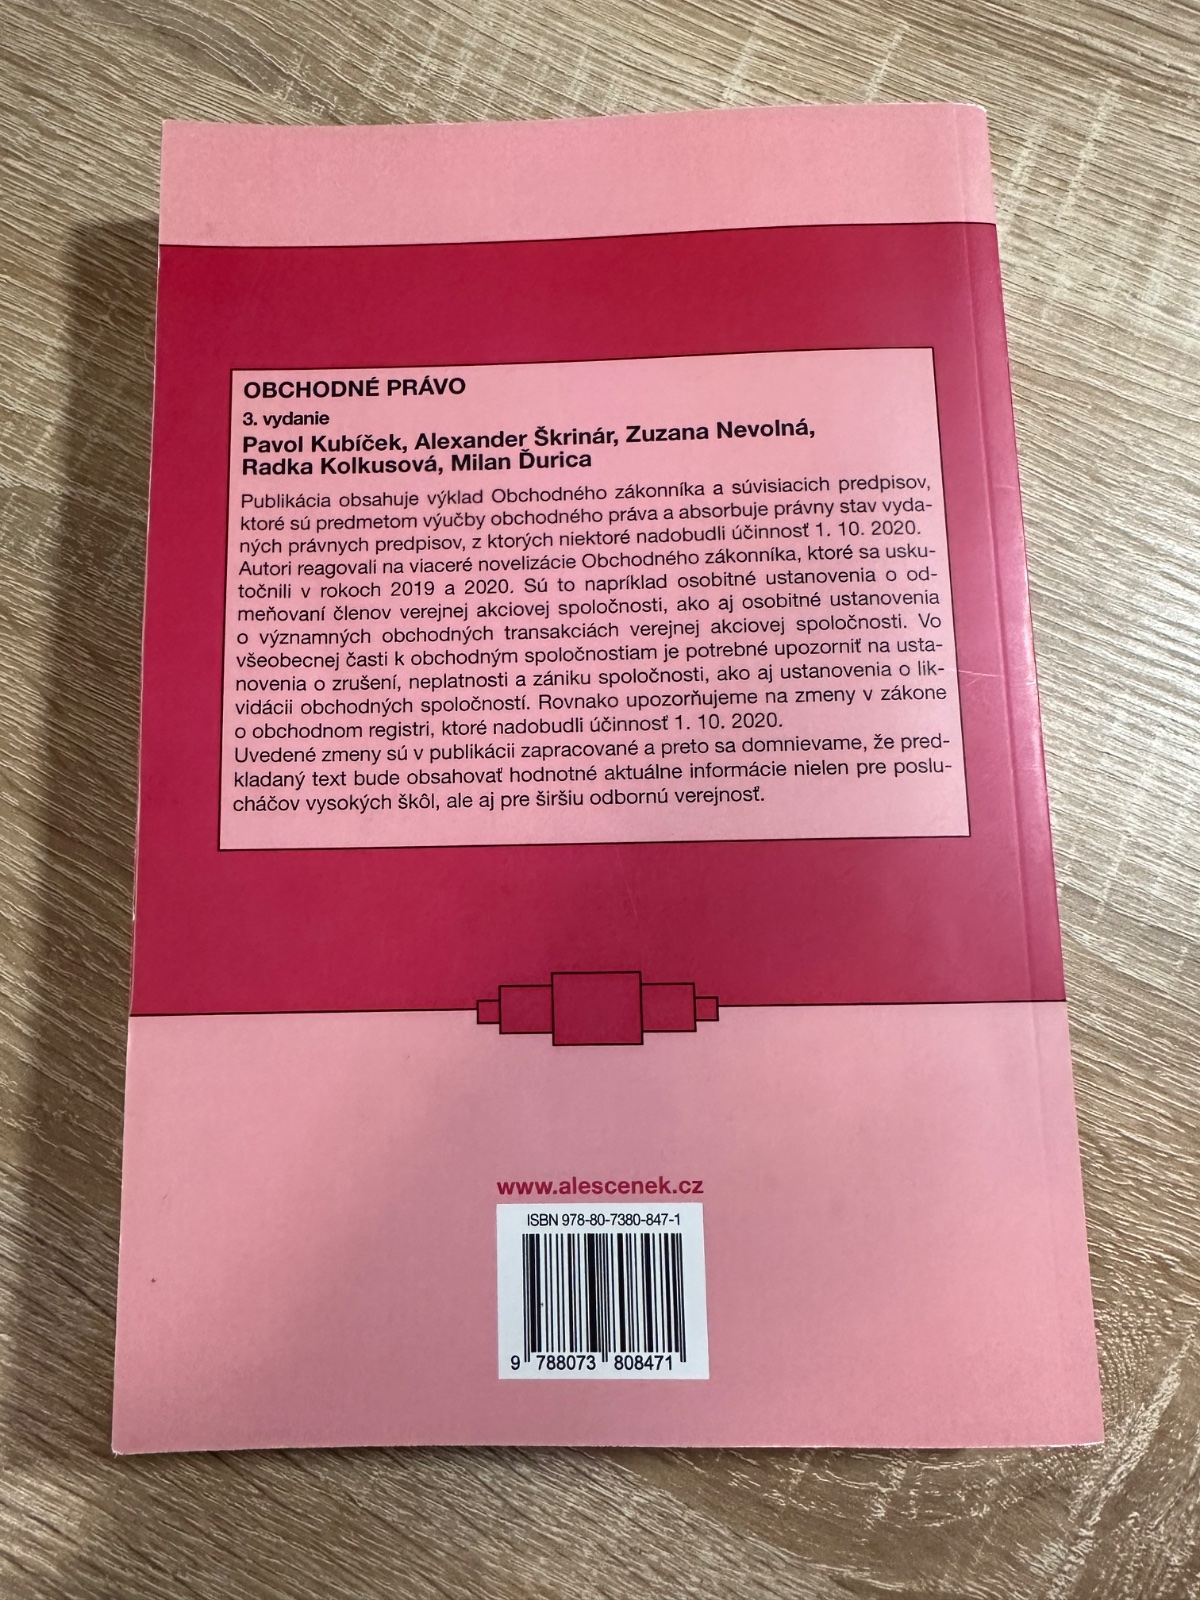 OBCHODNÉ PRÁVO
3. vydanie
Pavol Kubíček, Alexander Škrinár, Zuzana Nevolná,
Radka Kolkusová, Milan Ďurica
Publikácia obsahuje výklad Obchodného zákonníka a súvisiacich predpisov,
ktoré sú predmetom výučby obchodného práva a absorbuje právny stav vyda-
ných právnych predpisov, z ktorých niektoré nadobudli účinnosť 1. 10. 2020.
Autori reagovali na viaceré novelizácie Obchodného zákonníka, ktoré sa usku-
točnili v rokoch 2019 a 2020. Sú to napríklad osobitné ustanovenia o od-
meňovaní členov verejnej akciovej spoločnosti, ako aj osobitné ustanovenia
o významných obchodných transakciách verejnej akciovej spoločnosti. Vo
všeobecnej časti k obchodným spoločnostiam je potrebné upozorniť na usta-
novenia o zrušení, neplatnosti a zániku spoločnosti, ako aj ustanovenia o lik-
vidácii obchodných spoločností. Rovnako upozorňujeme na zmeny v zákone
o obchodnom registri, ktoré nadobudli účinnosť 1. 10. 2020.
Uvedené zmeny sú v publikácii zapracované a preto sa domnievame, že pred-
kladaný text bude obsahovať hodnotné aktuálne informácie nielen pre poslu-
cháčov vysokých škôl, ale aj pre širšiu odbornú verejnosť.
www.alescenek.cz
ISBN 978-80-7380-847-1
9 788073 808471